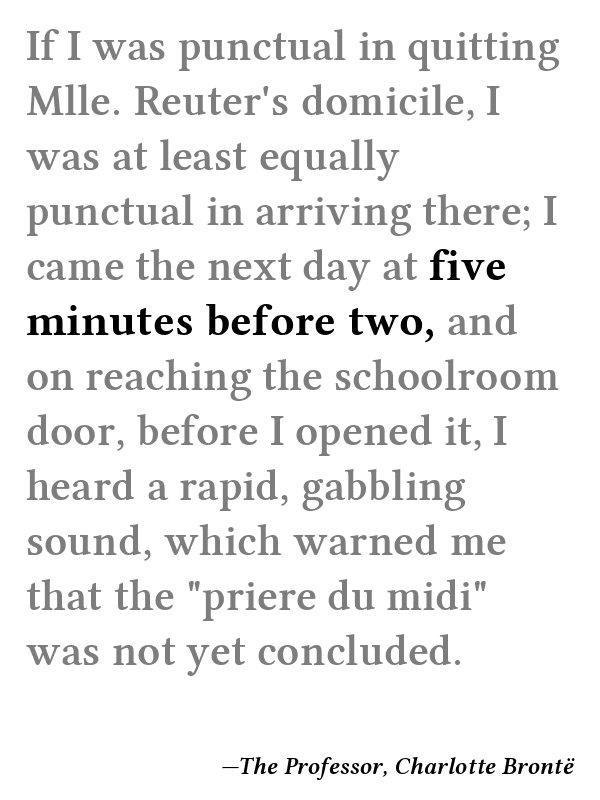 If I was punctual in quitting
Mlle. Reuter's domicile, I
was at least equally
punctual in arriving there; I
came the next day at five
minutes before two, and
on reaching the schoolroom
door, before I opened it, I
heard a rapid, gabbling
sound, which warned me
that the "priere du midi"
was not yet concluded.
—The Professor, Charlotte Brontë